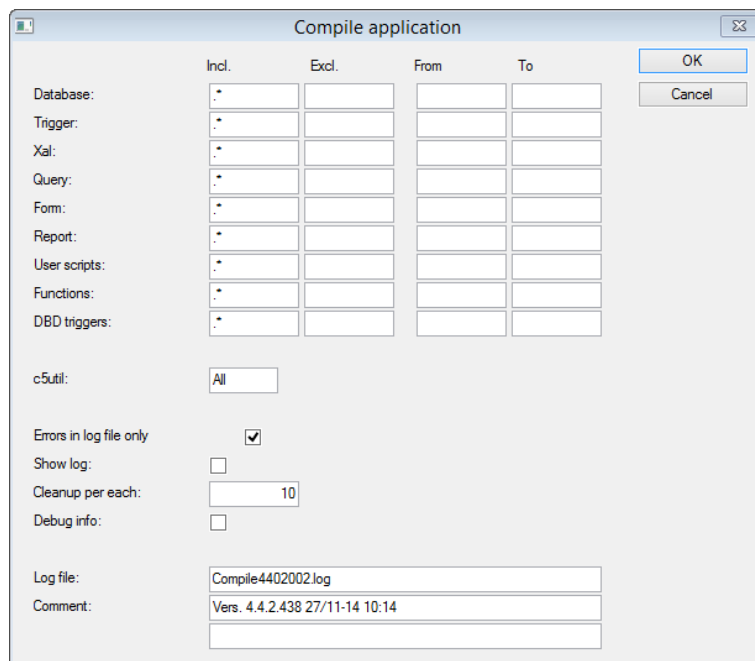 Compile application
Incl. Excl. From To OK
Cancel
Database: .*
Trigger: .*
Xal: .*
Query: .*
Form: .*
Report: .*
User scripts: .*
Functions: .*
DBD triggers: .*
c5util: All
Errors in log file only
Show log:
Cleanup per each: 10
Debug info:
Log file: Compile4402002.log
Comment: Vers. 4.4.2.438 27/11-14 10:14